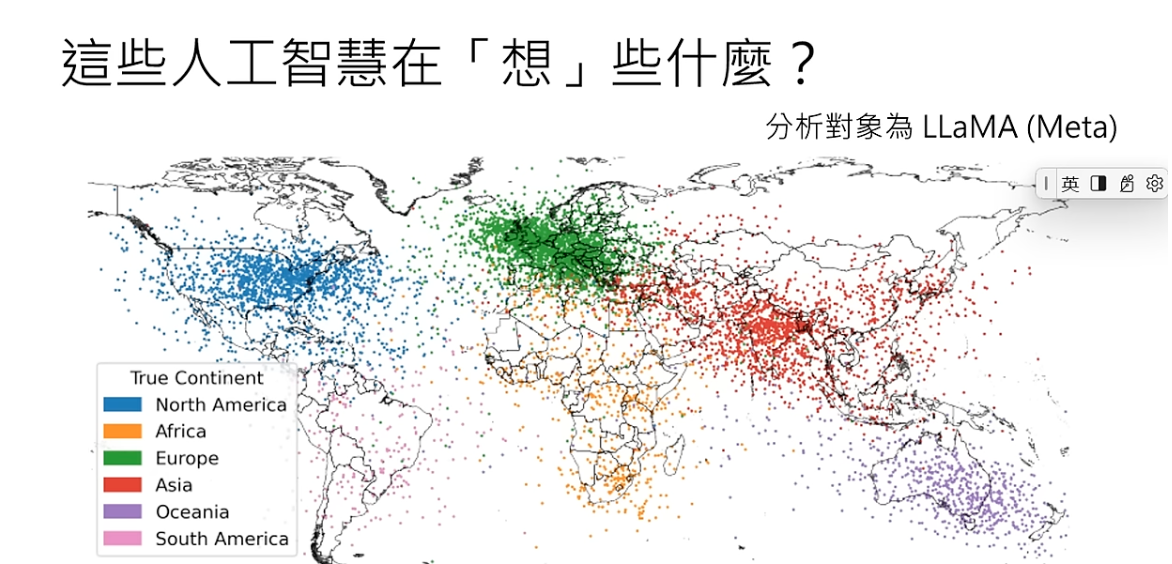 這些人工智慧在「想」些什麼？
分析對象為 LLaMA (Meta)
英
True Continent
North America
Africa
Europe
Asia
Oceania
South America